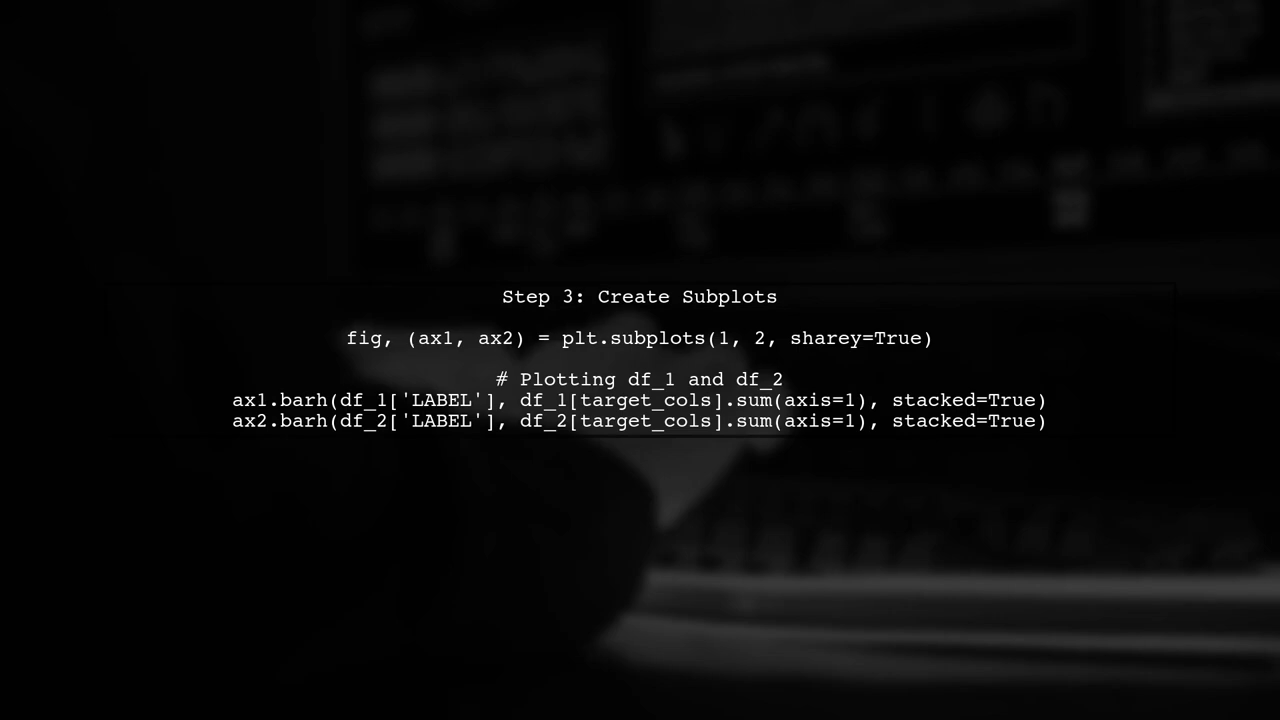 Step 3: Create Subplots
fig, (ax1, ax2) = plt.subplots(1, 2, sharey=True)
# Plotting df_1 and df_2
ax1.barh(df_1['LABEL'], df_1[target_cols].sum(axis=1), stacked=True)
ax2.barh(df_2['LABEL'], df_2[target_cols].sum(axis=1), stacked=True)